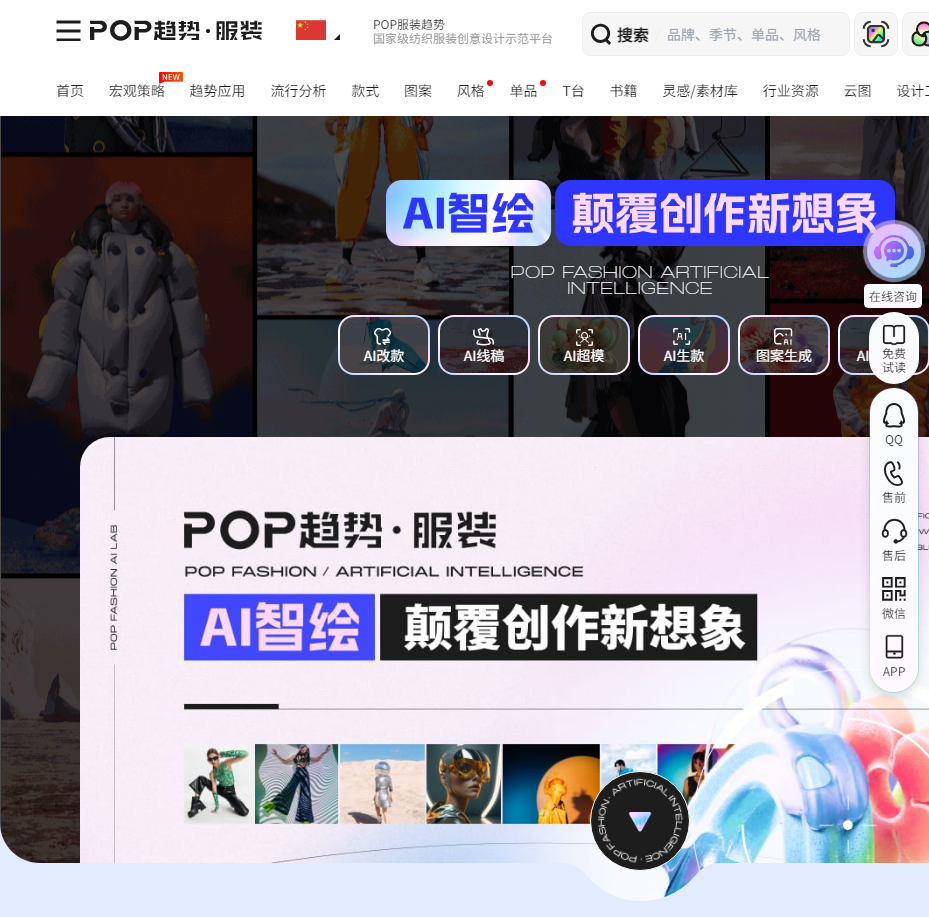 POP趋势·服装
POP服装趋势
国家级纺织服装创意设计示范平台
搜索
品牌、季节、单品、风格
首页
宏观策略
NEW
趋势应用
流行分析
款式
图案
风格
单品
T台
书籍
灵感/素材库
行业资源
云图
设计
AI智绘
颠覆创作新想象
POP FASHION ARTIFICIAL
INTELLIGENCE
在线咨询
AI改款
AI线稿
AI超模
AI生款
图案生成
AI
免费
试读
QQ
售前
售后
微信
APP
POP FASHION AI LAB
POP趋势·服装
POP FASHION / ARTIFICIAL INTELLIGENCE
AI智绘
颠覆创作新想象
ARTIFICIAL INTELLIGENCE · POP FASHION ·